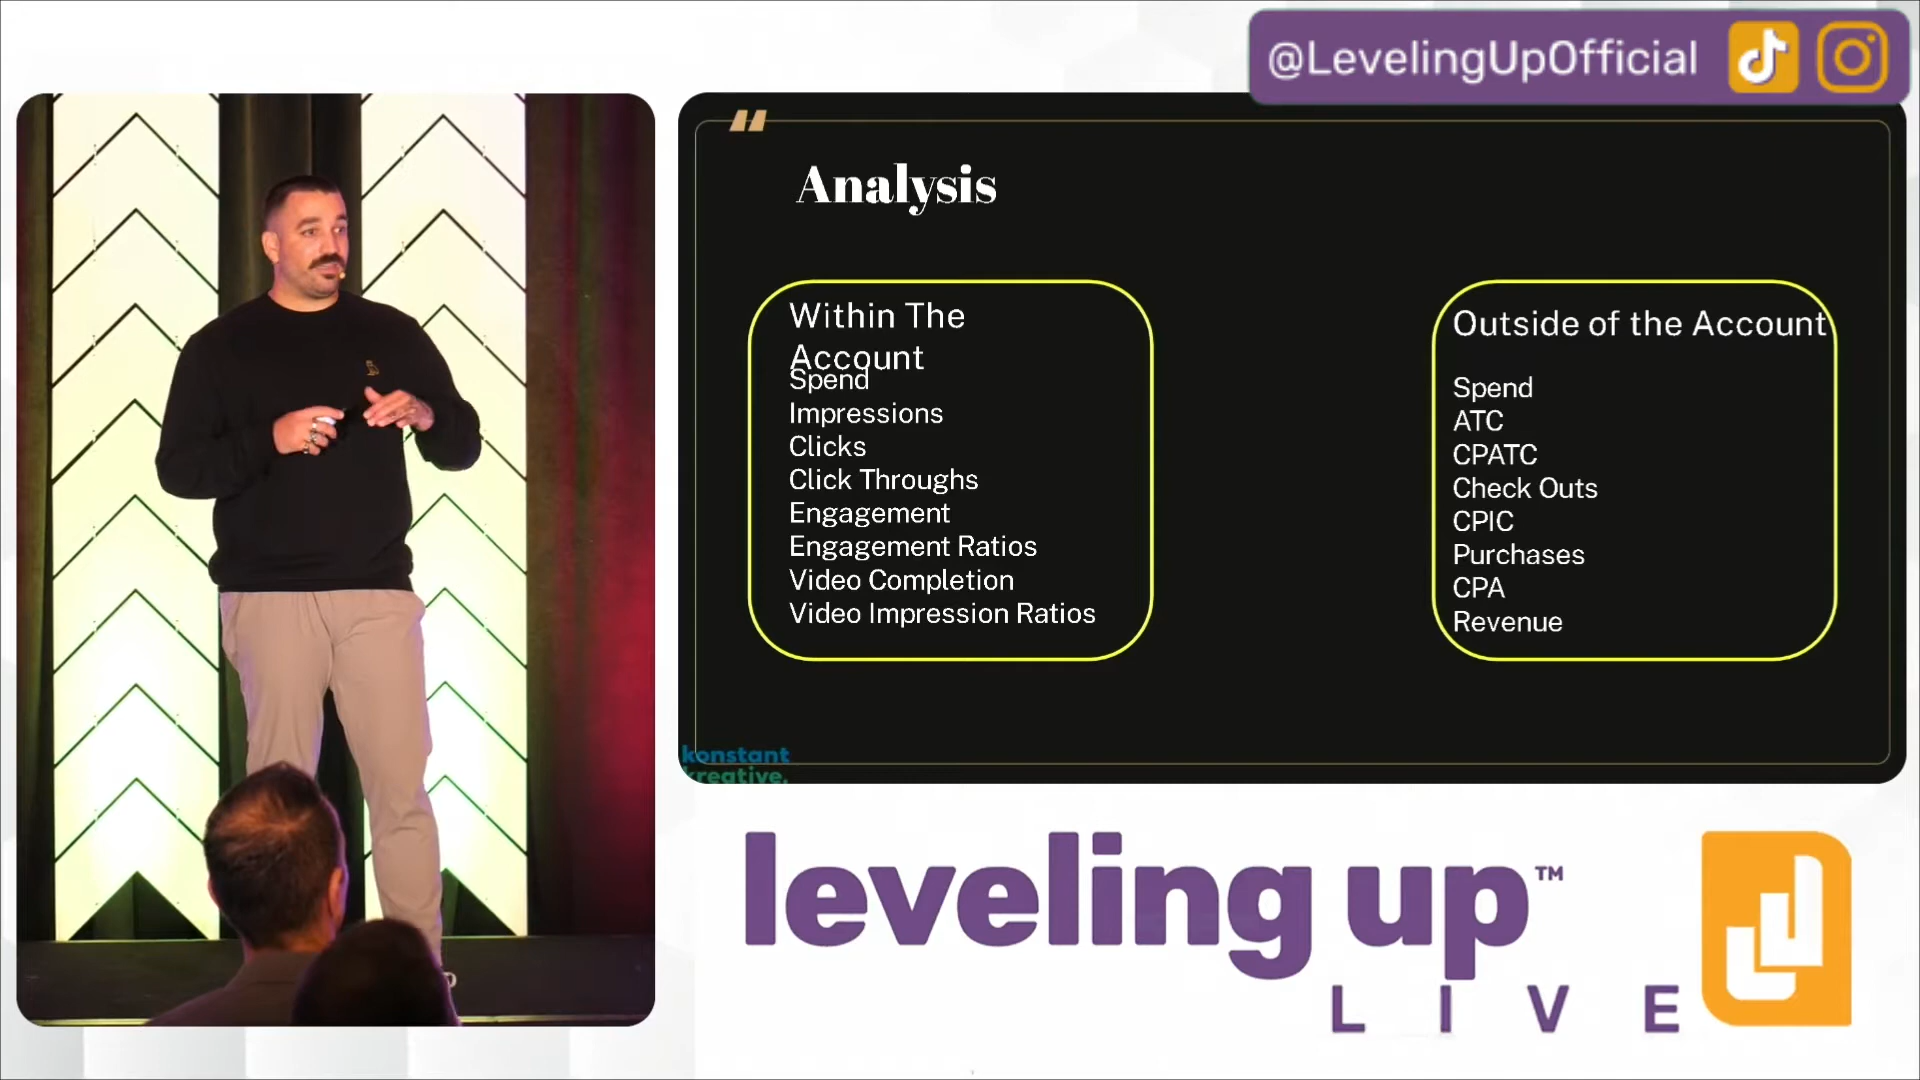 @LevelingUpOfficial
Analysis
Within The
Account
Spend
Impressions
Clicks
Click Throughs
Engagement
Engagement Ratios
Video Completion
Video Impression Ratios
Outside of the Account
Spend
ATC
CPATC
Check Outs
CPIC
Purchases
CPA
Revenue
konstant
kreative.
leveling up™
LIVE